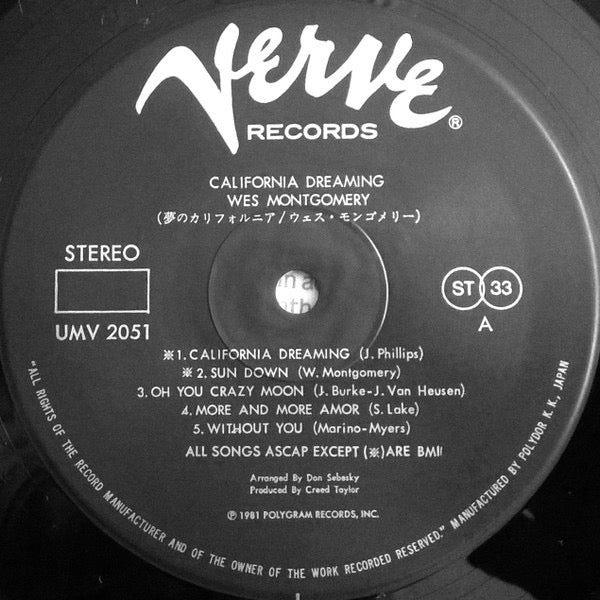 Verve®
RECORDS
CALIFORNIA DREAMING
WES MONTGOMERY
(夢のカリフォルニア/ウェス・モンゴメリー)
STEREO
UMV 2051
ST 33
A
※1. CALIFORNIA DREAMING (J. Phillips)
※2. SUN DOWN (W. Montgomery)
3. OH YOU CRAZY MOON (J. Burke-J. Van Heusen)
4. MORE AND MORE AMOR (S. Lake)
5. WITHOUT YOU (Marino-Myers)
ALL SONGS ASCAP EXCEPT (※) ARE BMI
Arranged By Don Sebesky
Produced By Creed Taylor
℗ 1981 POLYGRAM RECORDS, INC.
"ALL RIGHTS OF THE RECORD MANUFACTURER AND OF THE OWNER OF THE WORK RECORDED RESERVED." MANUFACTURED BY POLYDOR K. K., JAPAN